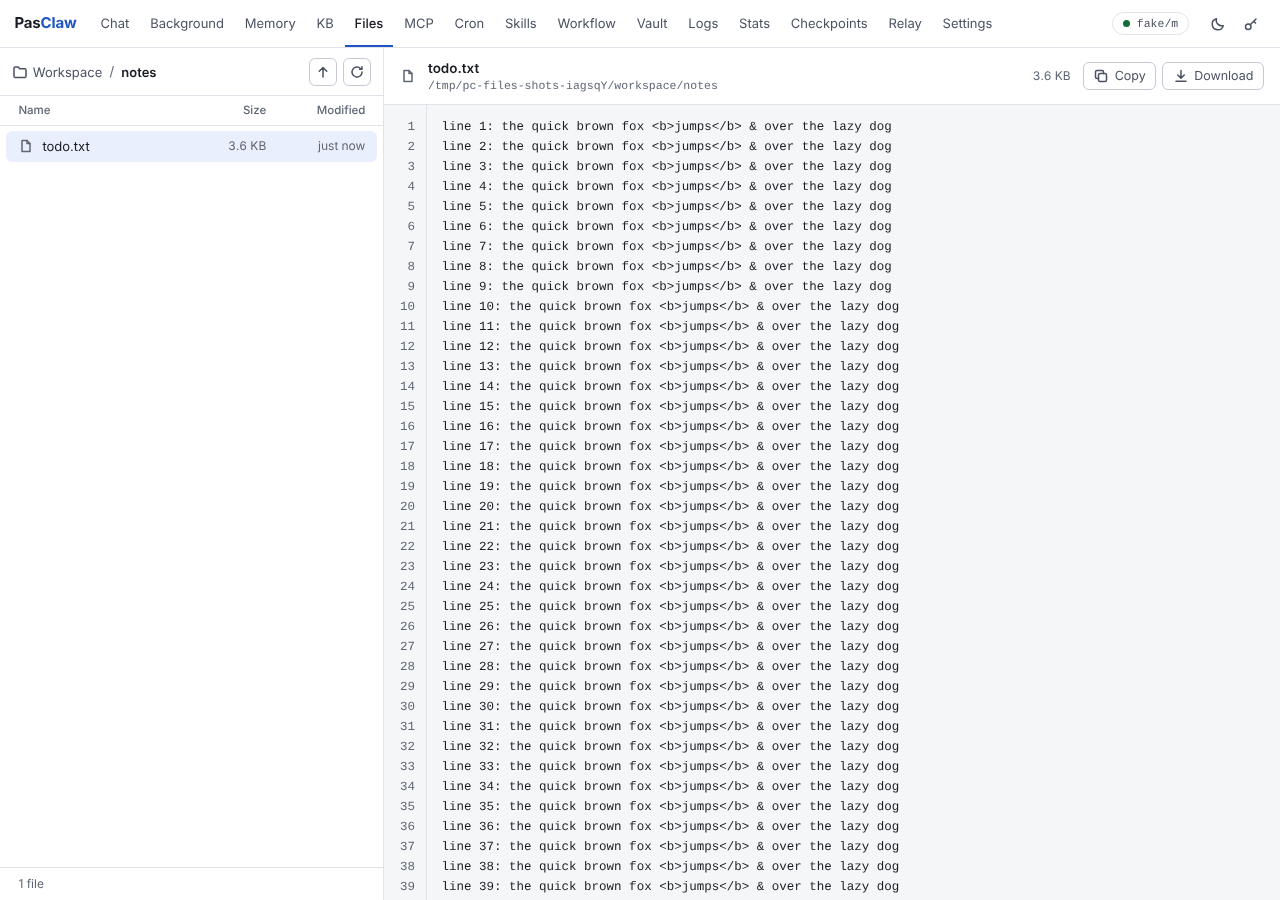 PasClaw Chat Background Memory KB Files MCP Cron Skills Workflow Vault Logs Stats Checkpoints Relay Settings fake/m
Workspace / notes
Name Size Modified
todo.txt 3.6 KB just now
1 file
todo.txt
/tmp/pc-files-shots-iagsqY/workspace/notes
3.6 KB Copy Download
1 line 1: the quick brown fox <b>jumps</b> & over the lazy dog
2 line 2: the quick brown fox <b>jumps</b> & over the lazy dog
3 line 3: the quick brown fox <b>jumps</b> & over the lazy dog
4 line 4: the quick brown fox <b>jumps</b> & over the lazy dog
5 line 5: the quick brown fox <b>jumps</b> & over the lazy dog
6 line 6: the quick brown fox <b>jumps</b> & over the lazy dog
7 line 7: the quick brown fox <b>jumps</b> & over the lazy dog
8 line 8: the quick brown fox <b>jumps</b> & over the lazy dog
9 line 9: the quick brown fox <b>jumps</b> & over the lazy dog
10 line 10: the quick brown fox <b>jumps</b> & over the lazy dog
11 line 11: the quick brown fox <b>jumps</b> & over the lazy dog
12 line 12: the quick brown fox <b>jumps</b> & over the lazy dog
13 line 13: the quick brown fox <b>jumps</b> & over the lazy dog
14 line 14: the quick brown fox <b>jumps</b> & over the lazy dog
15 line 15: the quick brown fox <b>jumps</b> & over the lazy dog
16 line 16: the quick brown fox <b>jumps</b> & over the lazy dog
17 line 17: the quick brown fox <b>jumps</b> & over the lazy dog
18 line 18: the quick brown fox <b>jumps</b> & over the lazy dog
19 line 19: the quick brown fox <b>jumps</b> & over the lazy dog
20 line 20: the quick brown fox <b>jumps</b> & over the lazy dog
21 line 21: the quick brown fox <b>jumps</b> & over the lazy dog
22 line 22: the quick brown fox <b>jumps</b> & over the lazy dog
23 line 23: the quick brown fox <b>jumps</b> & over the lazy dog
24 line 24: the quick brown fox <b>jumps</b> & over the lazy dog
25 line 25: the quick brown fox <b>jumps</b> & over the lazy dog
26 line 26: the quick brown fox <b>jumps</b> & over the lazy dog
27 line 27: the quick brown fox <b>jumps</b> & over the lazy dog
28 line 28: the quick brown fox <b>jumps</b> & over the lazy dog
29 line 29: the quick brown fox <b>jumps</b> & over the lazy dog
30 line 30: the quick brown fox <b>jumps</b> & over the lazy dog
31 line 31: the quick brown fox <b>jumps</b> & over the lazy dog
32 line 32: the quick brown fox <b>jumps</b> & over the lazy dog
33 line 33: the quick brown fox <b>jumps</b> & over the lazy dog
34 line 34: the quick brown fox <b>jumps</b> & over the lazy dog
35 line 35: the quick brown fox <b>jumps</b> & over the lazy dog
36 line 36: the quick brown fox <b>jumps</b> & over the lazy dog
37 line 37: the quick brown fox <b>jumps</b> & over the lazy dog
38 line 38: the quick brown fox <b>jumps</b> & over the lazy dog
39 line 39: the quick brown fox <b>jumps</b> & over the lazy dog